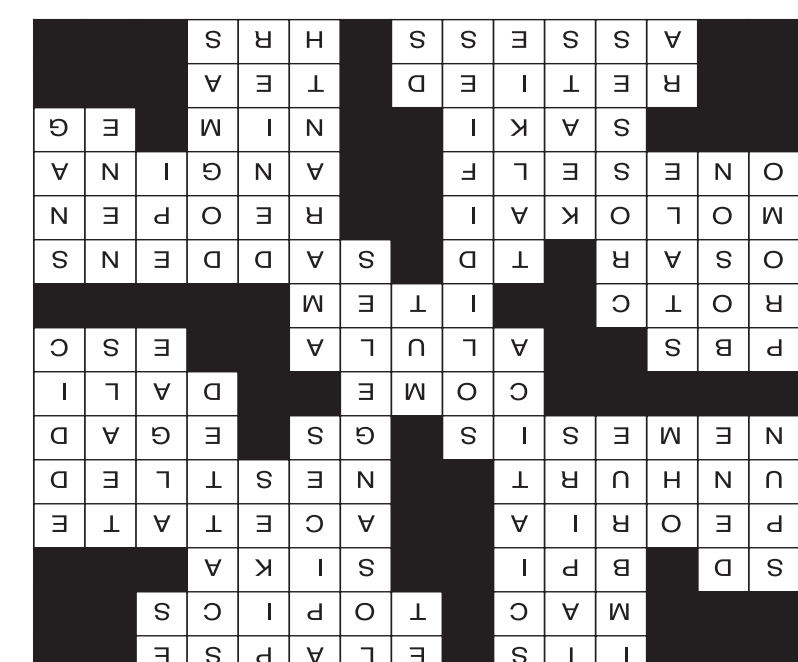 ITS ELAPSE
MAC TOPICS
SD BPI SIKA
PEORIA ACETATE
UNHURT NESTLED
NEMESIS GS EGAD
COME DALI
PBS ALULA ESC
ROTC ITEM
OSAR TD SADDENS
MOLOKAI REOPEN
ONESELF ANGINA
SAKI NIM EG
RETIED TEA
ASSESS HRS